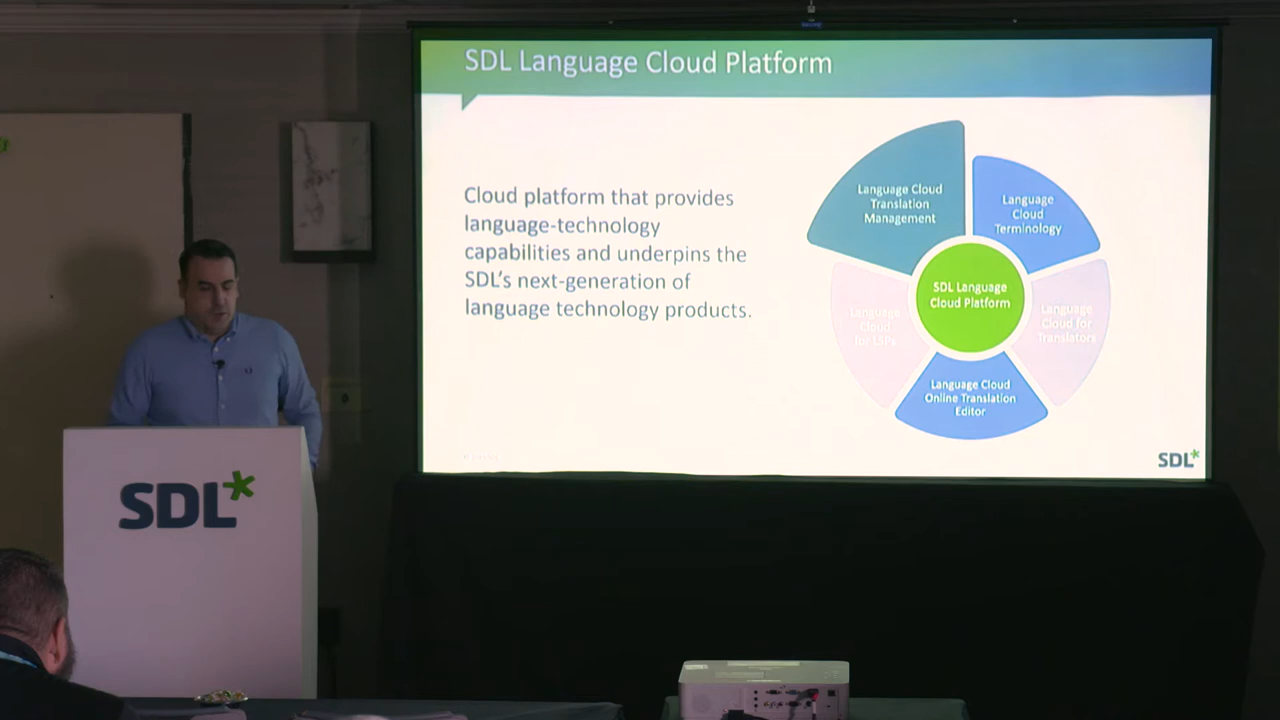 SDL Language Cloud Platform
Cloud platform that provides
language-technology
capabilities and underpins the
SDL's next-generation of
language technology products.
Language Cloud
Translation
Management
Language
Cloud
Terminology
SDL Language
Cloud Platform
Language
Cloud
for LSPs
Language
Cloud for
Translators
Language Cloud
Online Translation
Editor
SDL*
SDL*